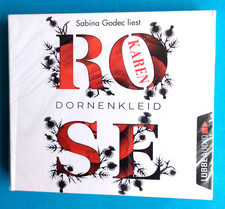 Sabina Godec liest
RO
KAREN
DORNENKLEID
SE
LÜBBE AUDIO